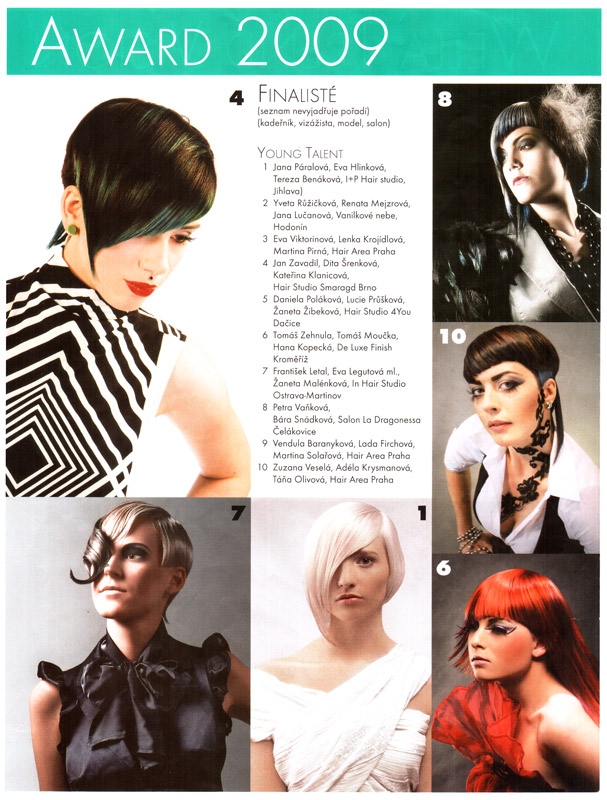 AWARD 2009
4
FINALISTÉ
(seznam nevyjadřuje pořadí)
(kadeřník, vizážista, model, salon)
YOUNG TALENT
1 Jana Páralová, Eva Hlinková,
Tereza Benáková, I+P Hair studio,
Jihlava)
2 Yveta Růžičková, Renata Mejzrová,
Jana Lučanová, Vanilkové nebe,
Hodonín
3 Eva Viktorinová, Lenka Krojídlová,
Martina Pirná, Hair Area Praha
4 Jan Zavadil, Dita Šrenková,
Kateřina Klanicová,
Hair Studio Smaragd Brno
5 Daniela Poláková, Lucie Průšková,
Žaneta Žibeková, Hair Studio 4You
Dačice
6 Tomáš Zehnula, Tomáš Moučka,
Hana Kopecká, De Luxe Finish
Kroměříž
7 František Letal, Eva Legutová ml.,
Žaneta Malénková, In Hair Studio
Ostrava-Martinov
8 Petra Vaňková,
Bára Snádková, Salon La Dragonessa
Čelákovice
9 Vendula Baranyková, Lada Firchová,
Martina Solařová, Hair Area Praha
10 Zuzana Veselá, Adéla Krysmanová,
Táňa Olivová, Hair Area Praha
8
10
7
1
6